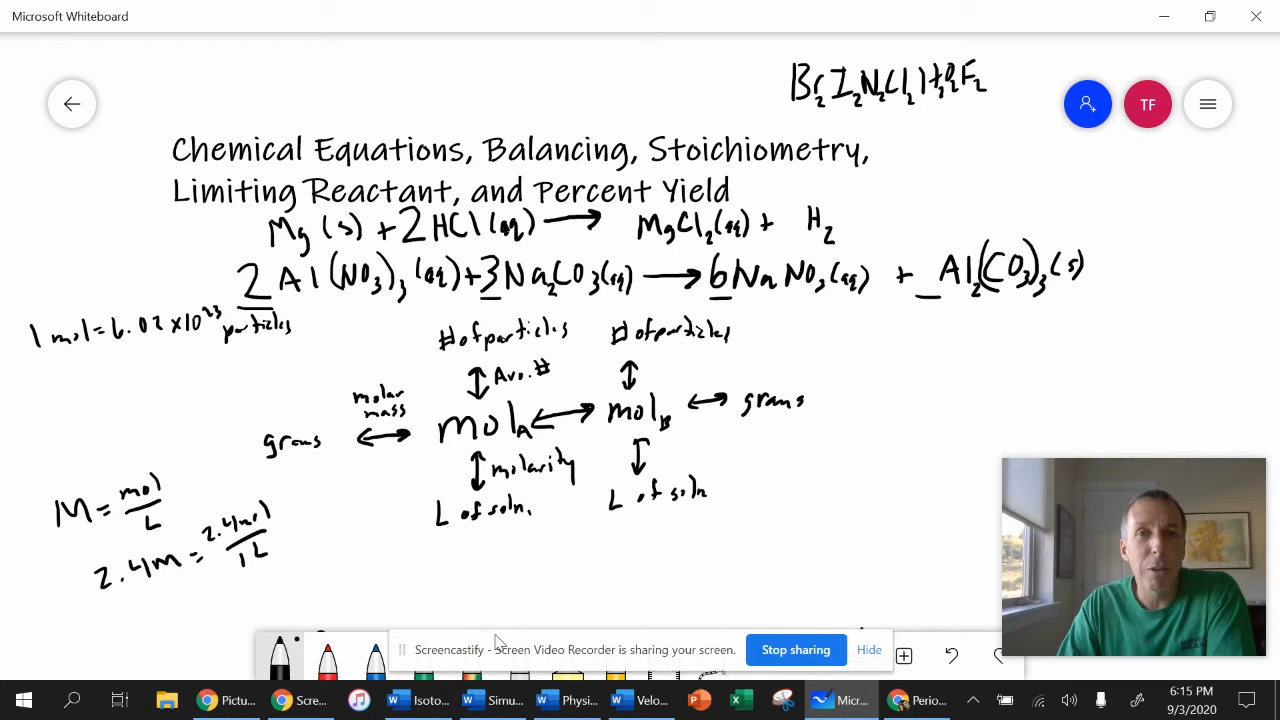 Microsoft Whiteboard
Br₂ I₂ N₂ Cl₂ H₂ O₂ F₂
TF
Chemical Equations, Balancing, Stoichiometry,
Limiting Reactant, and Percent Yield
Mg (s) + 2 HCl (aq) → MgCl₂ (aq) + H₂
2 Al(NO₃)₃ (aq) + 3 Na₂CO₃ (aq) → 6 NaNO₃ (aq) + _ Al₂(CO₃)₃ (s)
1 mol = 6.02 x 10²³ particles
# of particles # of particles
↕ Avo. # ↕
molar mass
grams ↔ mol A ↔ mol B ↔ grams
↕ molarity ↕
L of soln. L of soln
M = mol/L
2.4 M = 2.4 mol/1 L
Screencastify - Screen Video Recorder is sharing your screen. Stop sharing Hide
Pictu... Scre... Isoto... Simu... Physi... Velo... Micr... Perio...
6:15 PM
9/3/2020